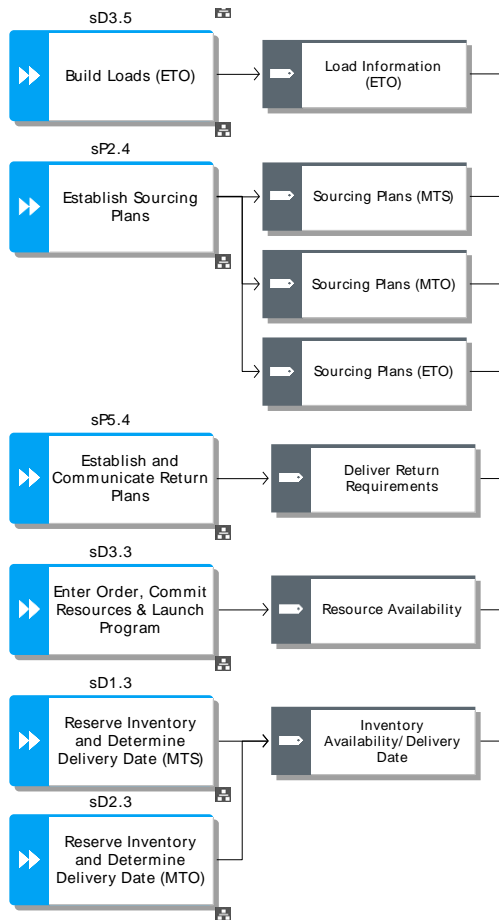 sD3.5
Build Loads (ETO)
Load Information
(ETO)
sP2.4
Establish Sourcing
Plans
Sourcing Plans (MTS)
Sourcing Plans (MTO)
Sourcing Plans (ETO)
sP5.4
Establish and
Communicate Return
Plans
Deliver Return
Requirements
sD3.3
Enter Order, Commit
Resources & Launch
Program
Resource Availability
sD1.3
Reserve Inventory
and Determine
Delivery Date (MTS)
Inventory
Availability/Delivery
Date
sD2.3
Reserve Inventory
and Determine
Delivery Date (MTO)